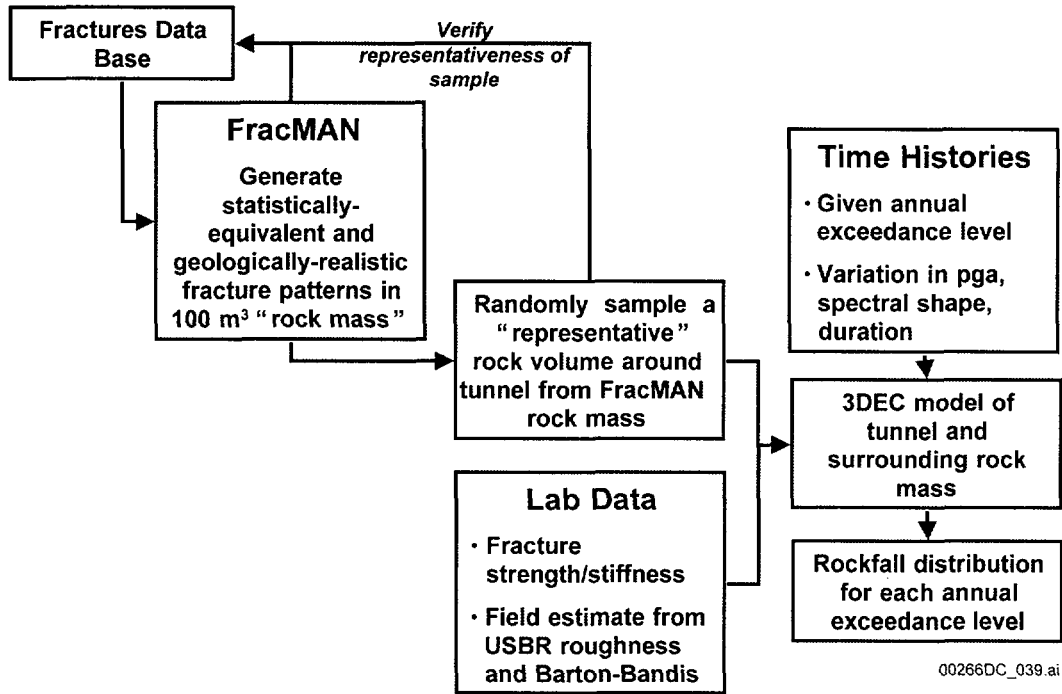 Fractures Data
Base
Verify
representativeness of
sample
FracMAN
Generate
statistically-
equivalent and
geologically-realistic
fracture patterns in
100 m³ “rock mass”
Randomly sample a
“representative”
rock volume around
tunnel from FracMAN
rock mass
Lab Data
· Fracture
strength/stiffness
· Field estimate from
USBR roughness
and Barton-Bandis
Time Histories
· Given annual
exceedance level
· Variation in pga,
spectral shape,
duration
3DEC model of
tunnel and
surrounding rock
mass
Rockfall distribution
for each annual
exceedance level
00266DC_039.ai